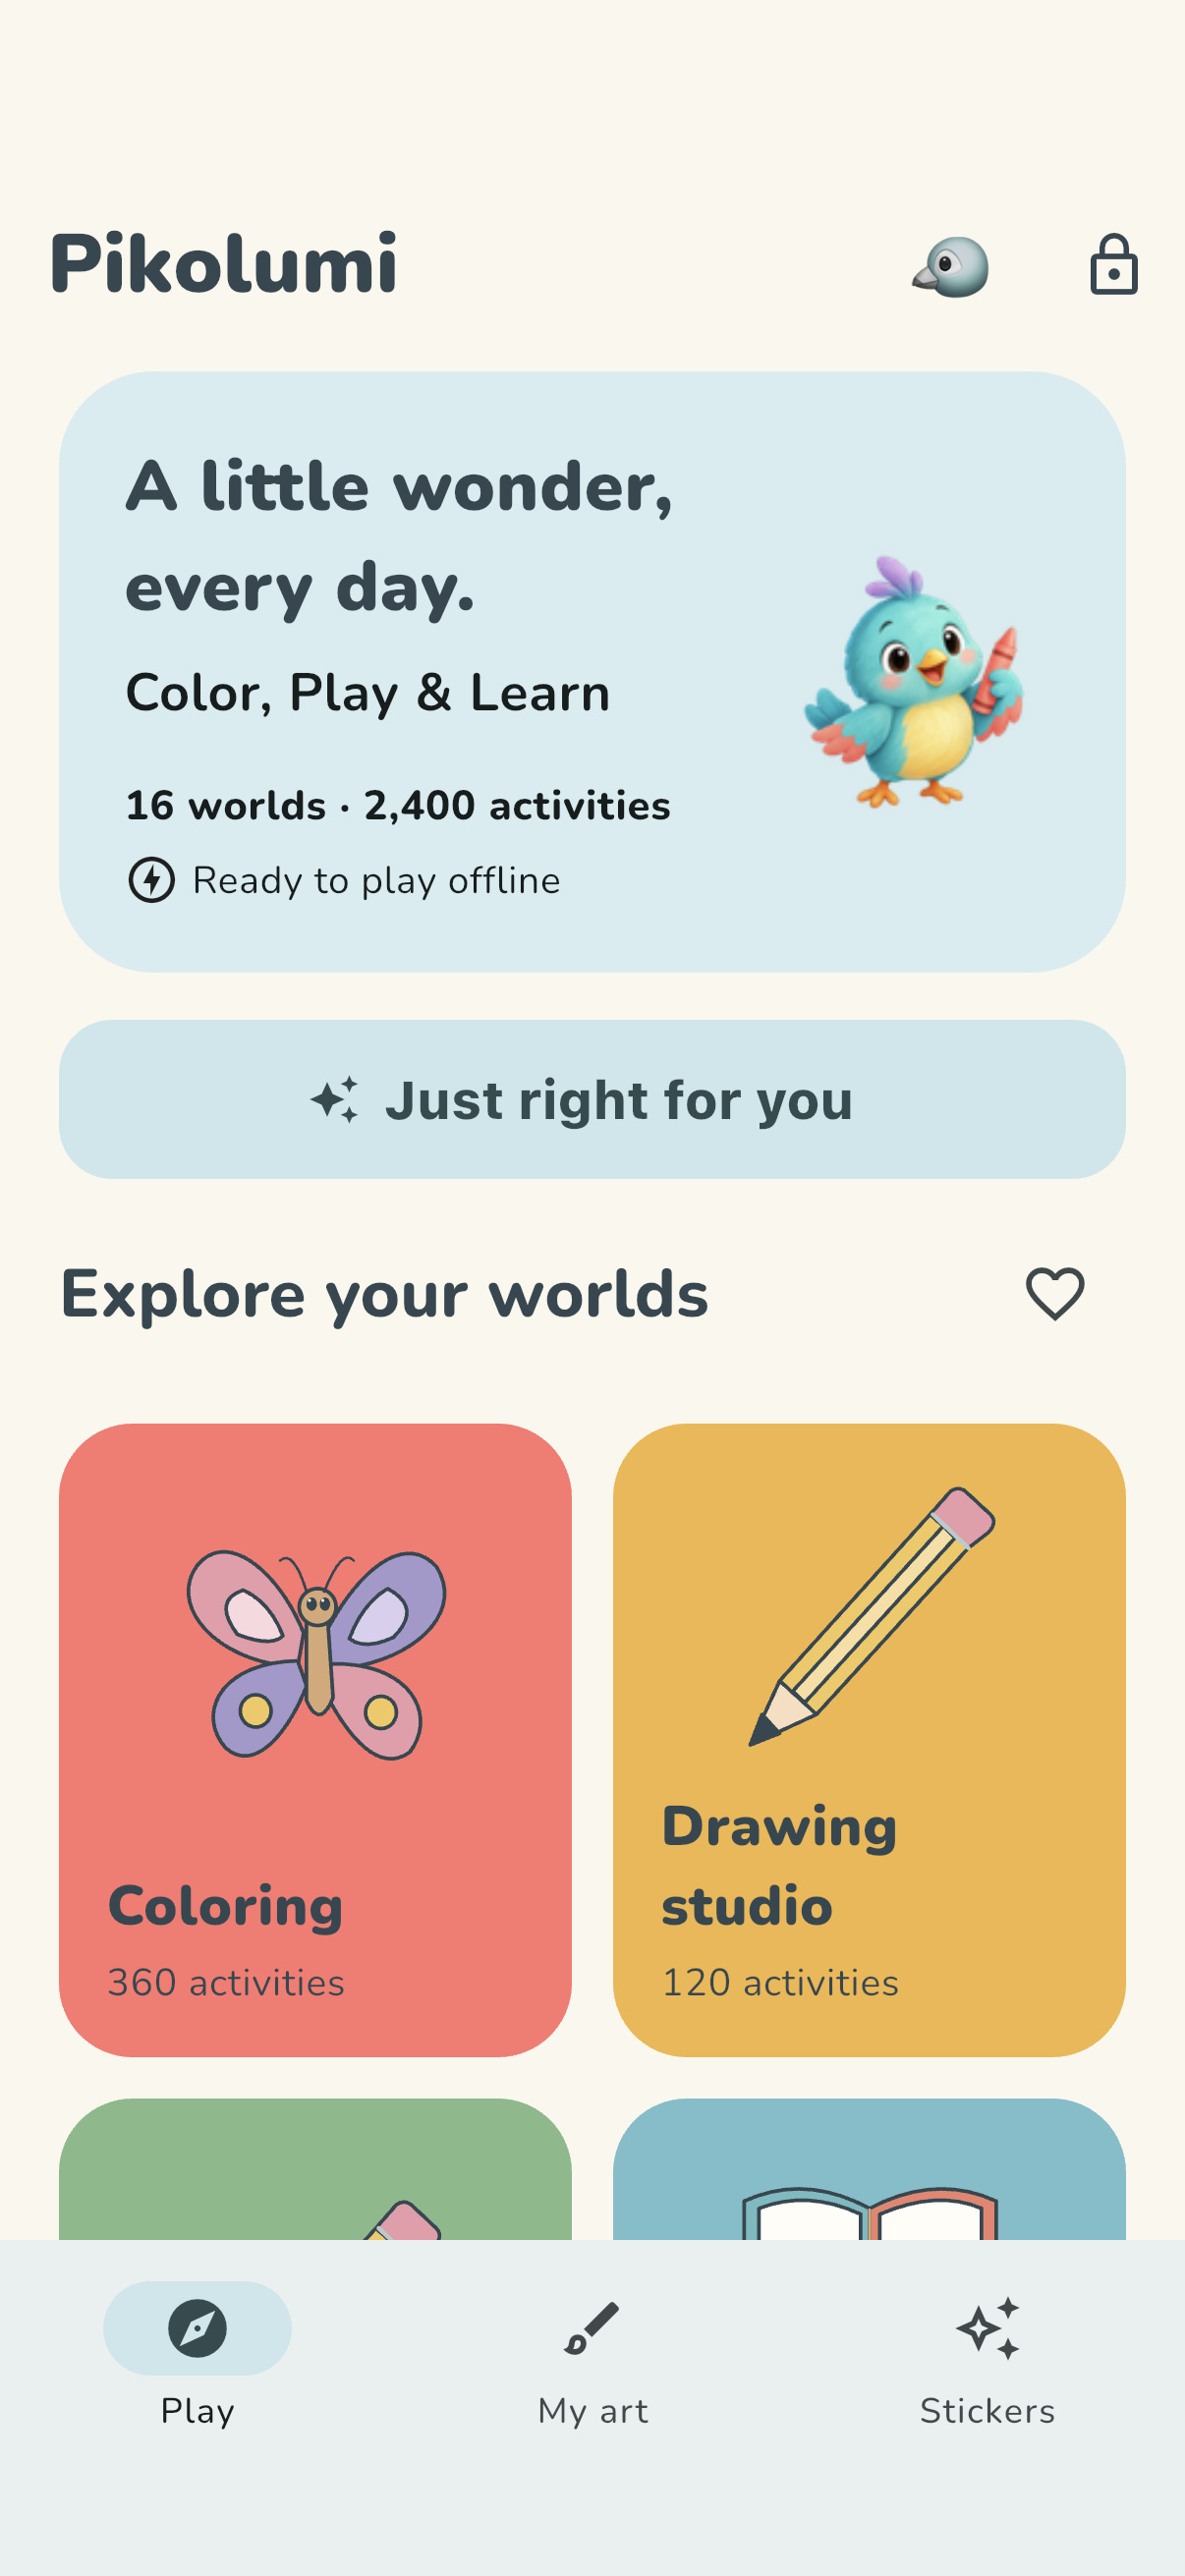 Pikolumi
A little wonder,
every day.
Color, Play & Learn
16 worlds · 2,400 activities
Ready to play offline
Just right for you
Explore your worlds
Coloring
360 activities
Drawing
studio
120 activities
Play
My art
Stickers